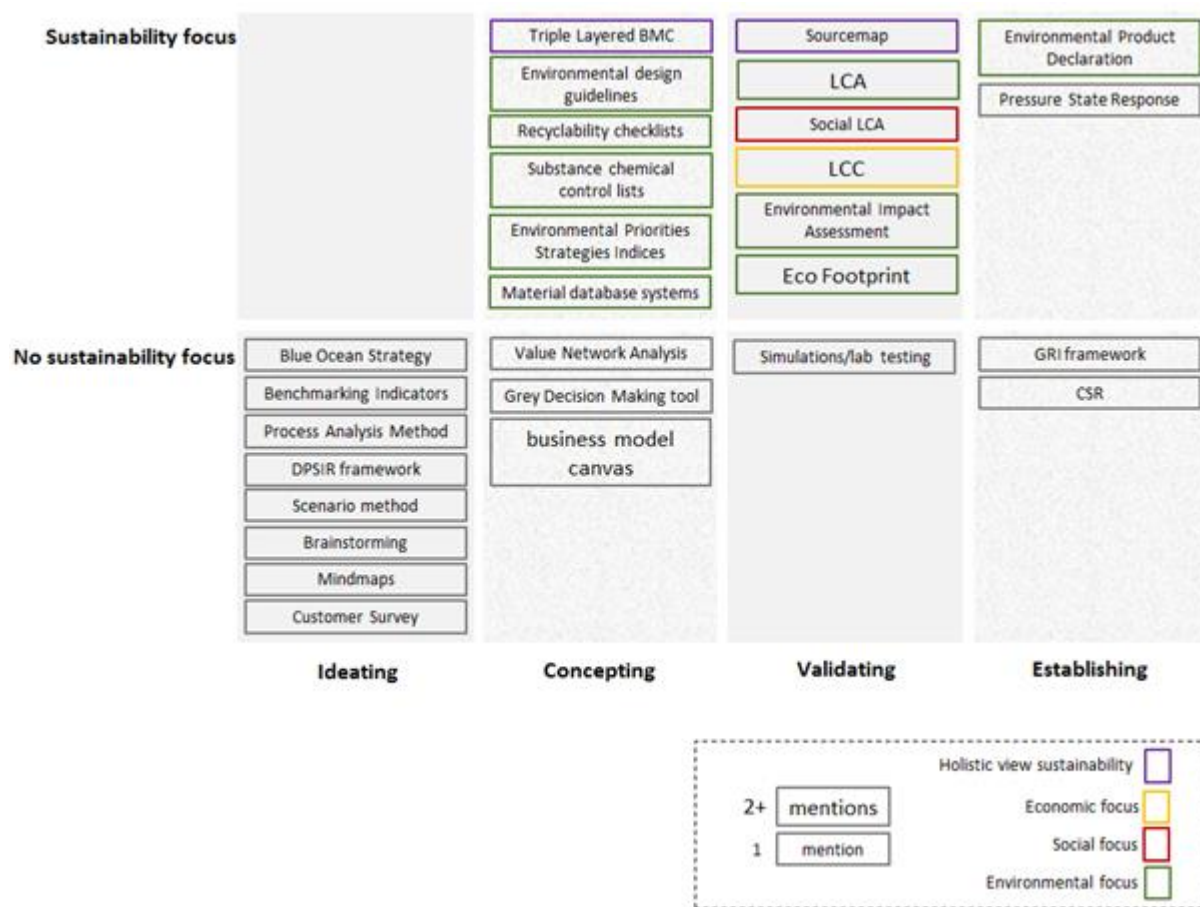 Sustainability focus
Triple Layered BMC
Environmental design
guidelines
Recyclability checklists
Substance chemical
control lists
Environmental Priorities
Strategies Indices
Material database systems
Sourcemap
LCA
Social LCA
LCC
Environmental Impact
Assessment
Eco Footprint
Environmental Product
Declaration
Pressure State Response
No sustainability focus
Blue Ocean Strategy
Benchmarking Indicators
Process Analysis Method
DPSIR framework
Scenario method
Brainstorming
Mindmaps
Customer Survey
Value Network Analysis
Grey Decision Making tool
business model
canvas
Simulations/lab testing
GRI framework
CSR
Ideating
Concepting
Validating
Establishing
2+ mentions
1 mention
Holistic view sustainability
Economic focus
Social focus
Environmental focus